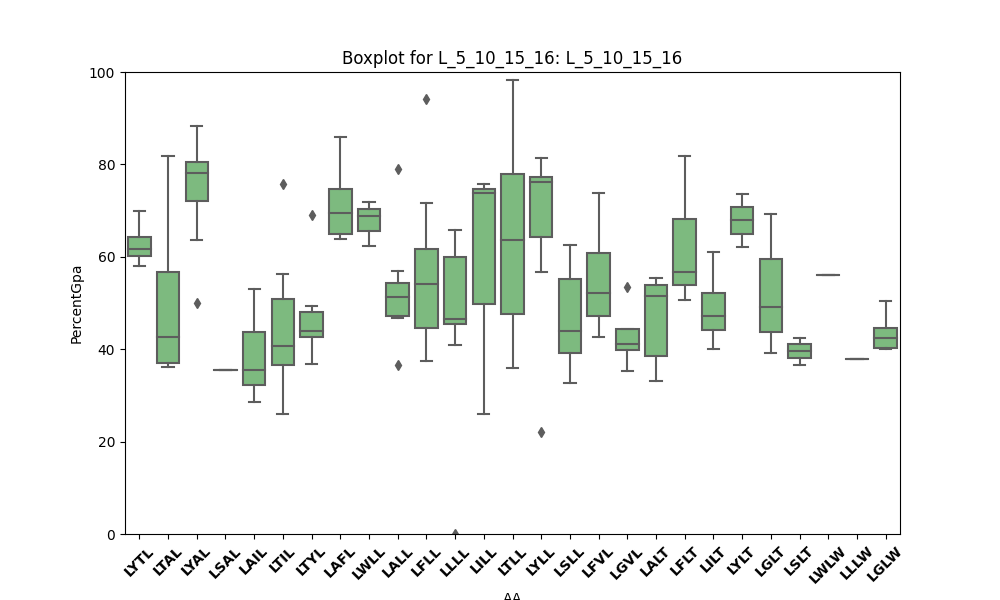 Boxplot for L_5_10_15_16: L_5_10_15_16
100
80
60
40
20
0
PercentGpa
LYTL LTAL LYAL LSAL LAIL LTIL LTYL LAFL LWLL LALL LFLL LLLL LILL LTLL LYLL LSLL LFVL LGVL LALT LFLT LILT LYLT LGLT LSLT LWLW LLLW LGLW
AA